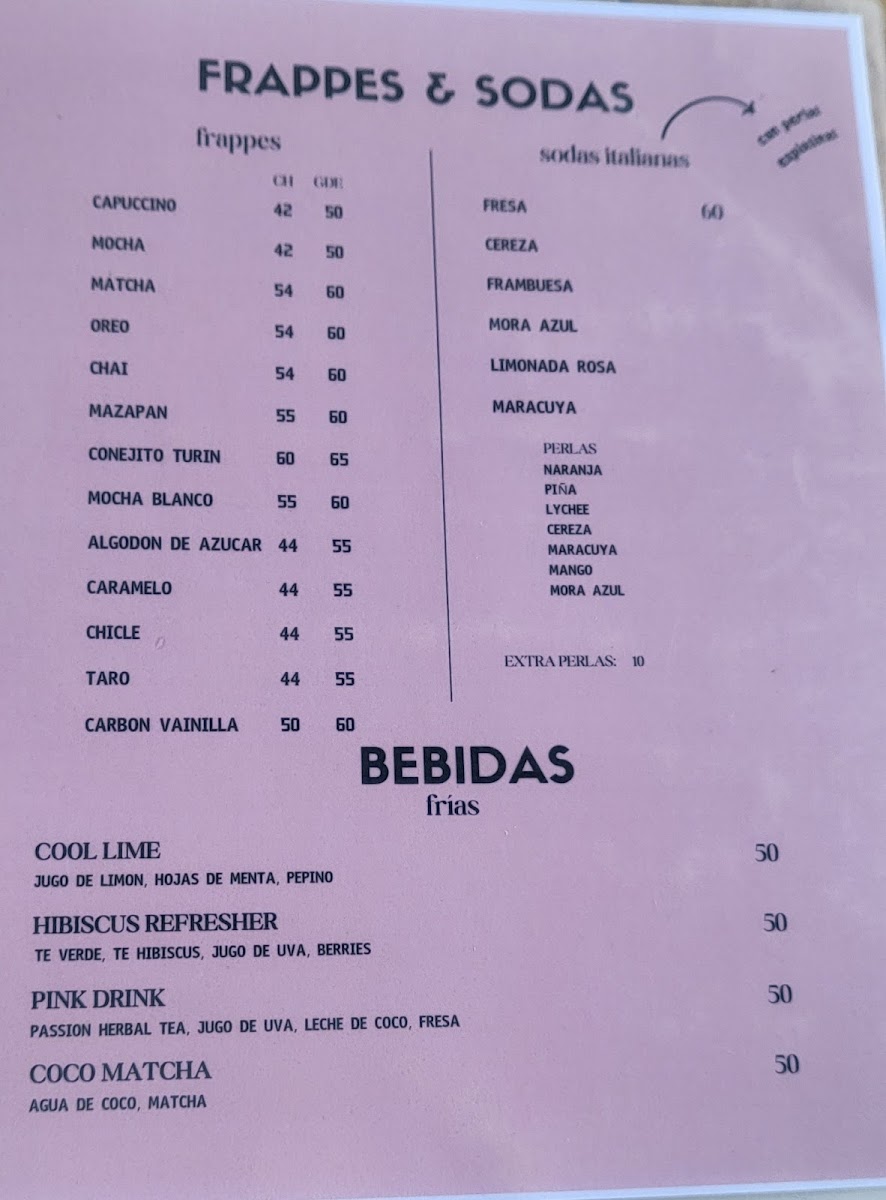 FRAPPES & SODAS
con perlas
explosivas
frappes
CH GDE
CAPUCCINO 42 50
MOCHA 42 50
MATCHA 54 60
OREO 54 60
CHAI 54 60
MAZAPAN 55 60
CONEJITO TURIN 60 65
MOCHA BLANCO 55 60
ALGODON DE AZUCAR 44 55
CARAMELO 44 55
CHICLE 44 55
TARO 44 55
CARBON VAINILLA 50 60
sodas italianas
FRESA 60
CEREZA
FRAMBUESA
MORA AZUL
LIMONADA ROSA
MARACUYA
PERLAS
NARANJA
PIÑA
LYCHEE
CEREZA
MARACUYA
MANGO
MORA AZUL
EXTRA PERLAS: 10
BEBIDAS
frías
COOL LIME 50
JUGO DE LIMON, HOJAS DE MENTA, PEPINO
HIBISCUS REFRESHER 50
TE VERDE, TE HIBISCUS, JUGO DE UVA, BERRIES
PINK DRINK 50
PASSION HERBAL TEA, JUGO DE UVA, LECHE DE COCO, FRESA
COCO MATCHA 50
AGUA DE COCO, MATCHA